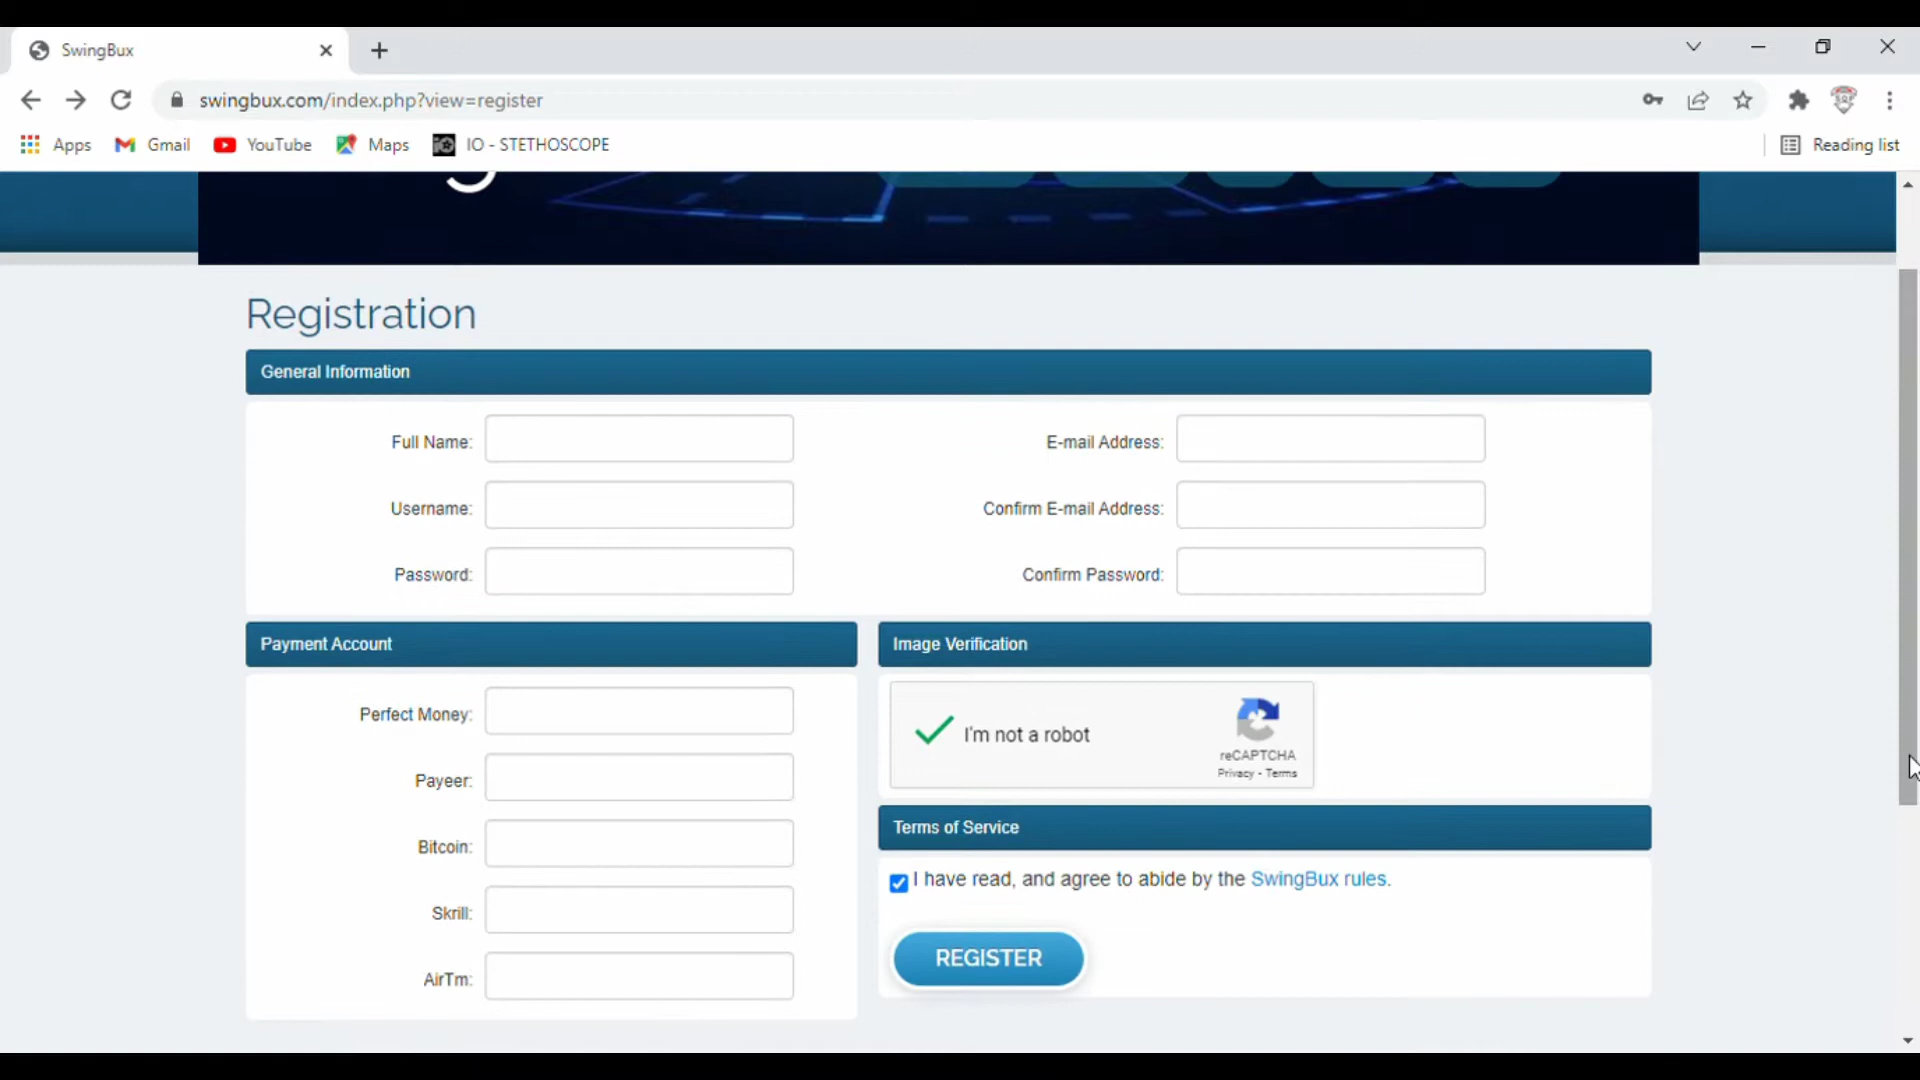 SwingBux
swingbux.com/index.php?view=register
Apps Gmail YouTube Maps IO - STETHOSCOPE Reading list
Registration
General Information
Full Name: E-mail Address:
Username: Confirm E-mail Address:
Password: Confirm Password:
Payment Account Image Verification
Perfect Money:
I'm not a robot
reCAPTCHA
Privacy - Terms
Payeer:
Terms of Service
Bitcoin:
I have read, and agree to abide by the SwingBux rules.
Skrill:
REGISTER
AirTm: